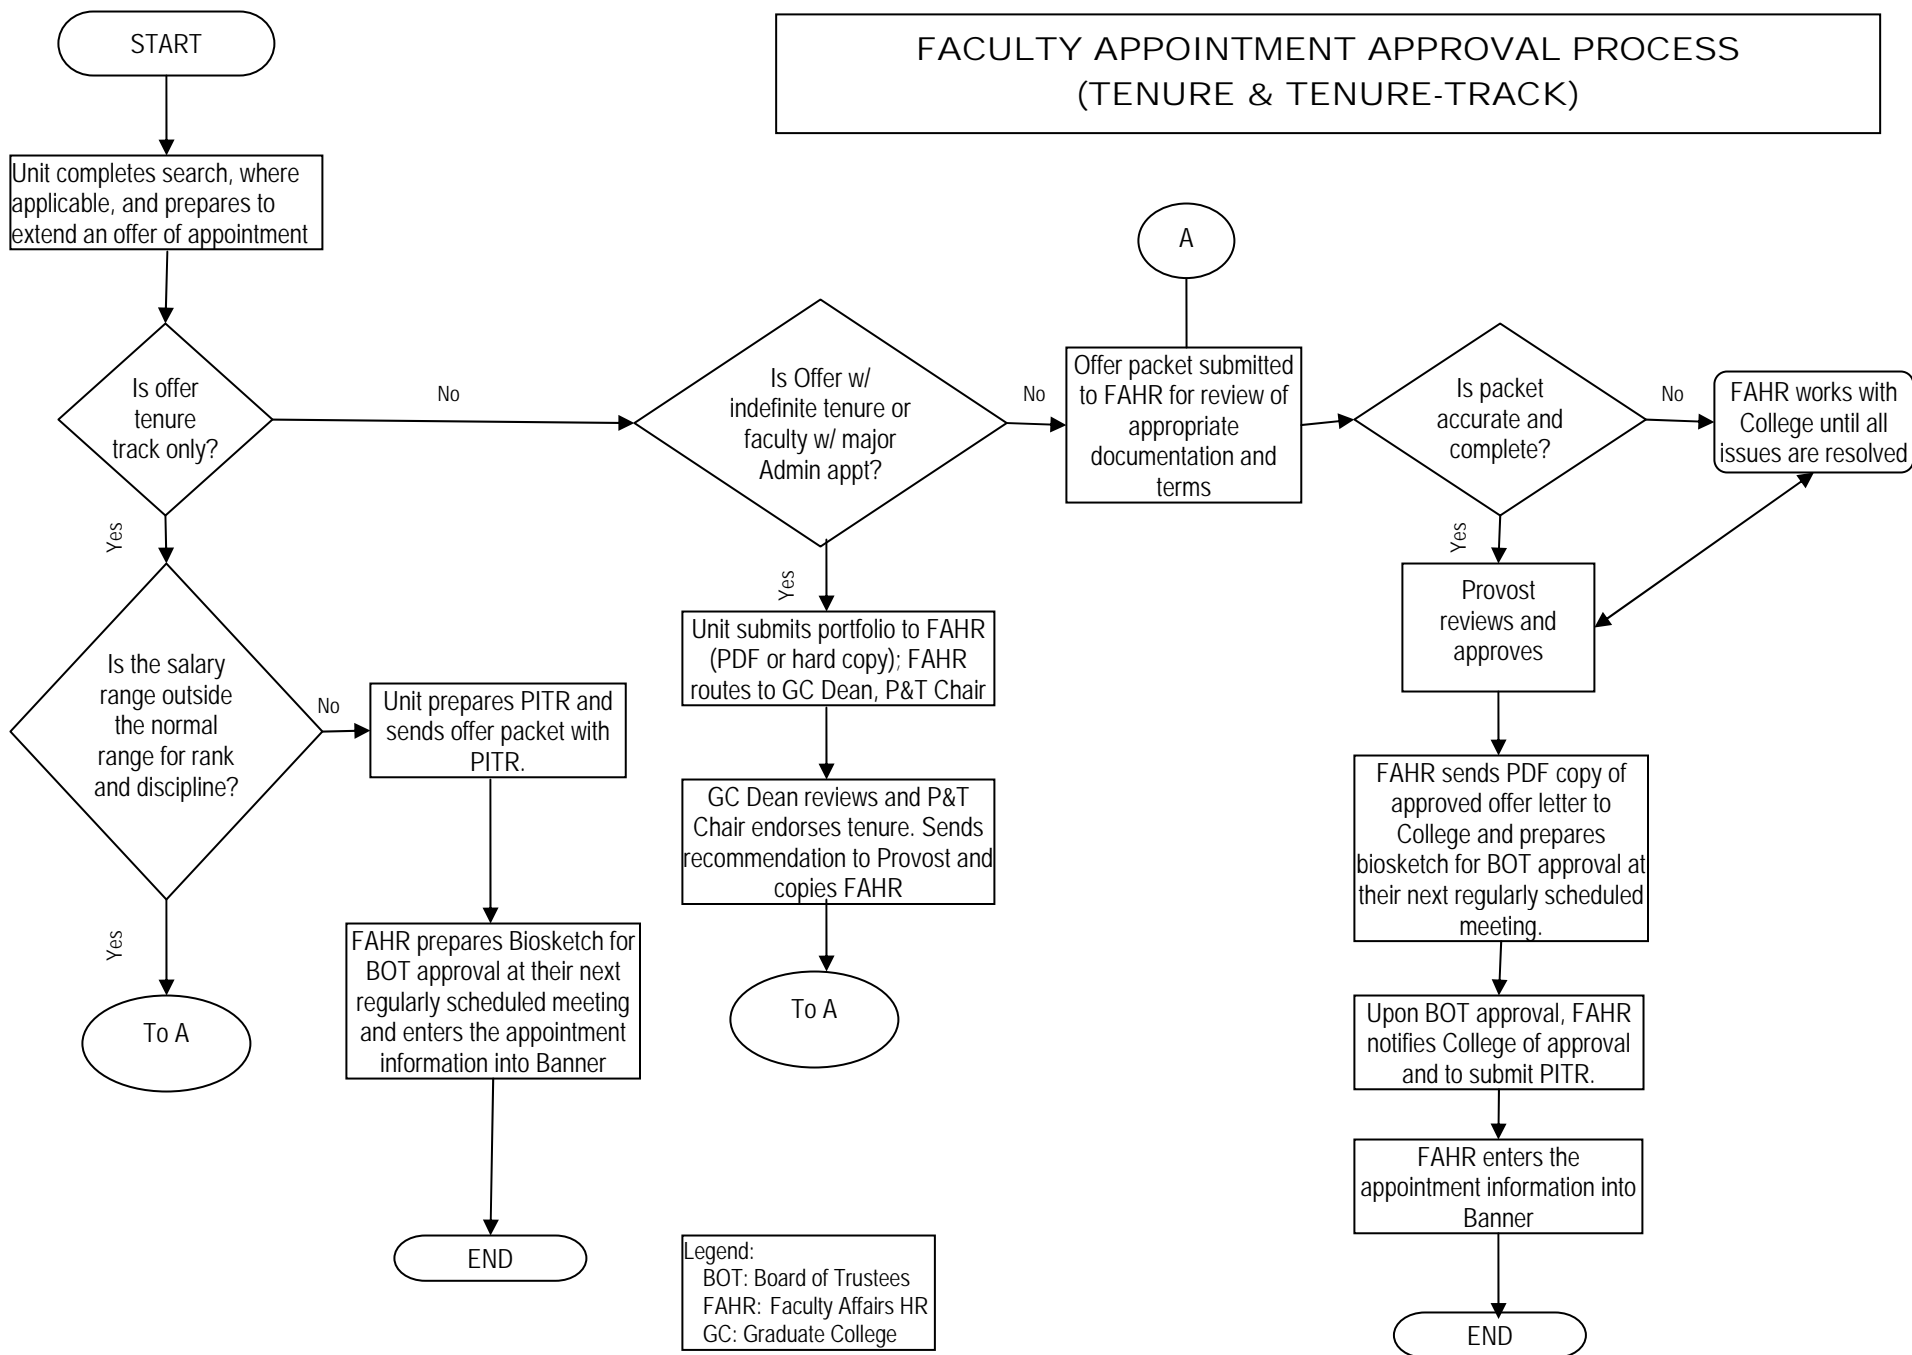 START
FACULTY APPOINTMENT APPROVAL PROCESS
(TENURE & TENURE-TRACK)
Unit completes search, where
applicable, and prepares to
extend an offer of appointment
A
Is offer
tenure
track only?
No
Is Offer w/
indefinite tenure or
faculty w/ major
Admin appt?
No
Offer packet submitted
to FAHR for review of
appropriate
documentation and
terms
Is packet
accurate and
complete?
No
FAHR works with
College until all
issues are resolved
Yes
Yes
Yes
Is the salary
range outside
the normal
range for rank
and discipline?
No
Unit prepares PITR and
sends offer packet with
PITR.
Unit submits portfolio to FAHR
(PDF or hard copy); FAHR
routes to GC Dean, P&T Chair
Provost
reviews and
approves
GC Dean reviews and P&T
Chair endorses tenure. Sends
recommendation to Provost and
copies FAHR
FAHR sends PDF copy of
approved offer letter to
College and prepares
biosketch for BOT approval at
their next regularly scheduled
meeting.
Yes
To A
FAHR prepares Biosketch for
BOT approval at their next
regularly scheduled meeting
and enters the appointment
information into Banner
To A
Upon BOT approval, FAHR
notifies College of approval
and to submit PITR.
FAHR enters the
appointment information into
Banner
END
Legend:
BOT: Board of Trustees
FAHR: Faculty Affairs HR
GC: Graduate College
END